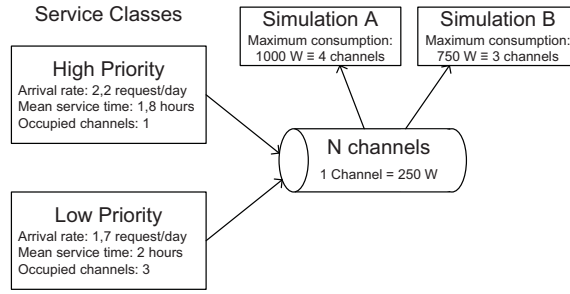 Service Classes
High Priority
Arrival rate: 2,2 request/day
Mean service time: 1,8 hours
Occupied channels: 1
Low Priority
Arrival rate: 1,7 request/day
Mean service time: 2 hours
Occupied channels: 3
Simulation A
Maximum consumption:
1000 W ≡ 4 channels
Simulation B
Maximum consumption:
750 W ≡ 3 channels
N channels
1 Channel = 250 W